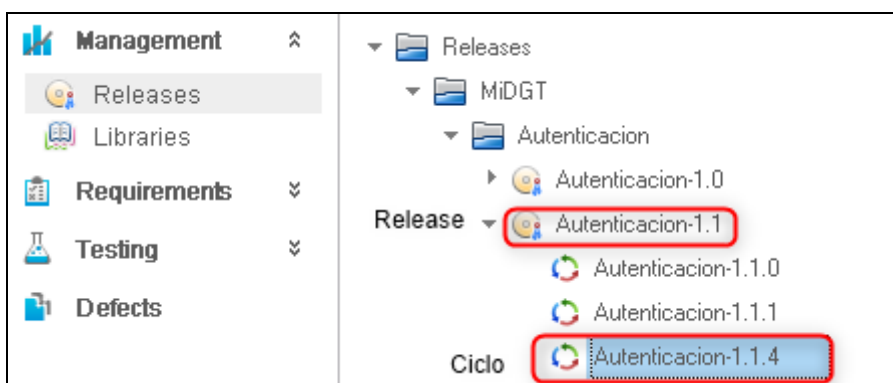 Management
Releases
Libraries
Requirements
Testing
Defects
Releases
MiDGT
Autenticacion
Autenticacion-1.0
Release Autenticacion-1.1
Autenticacion-1.1.0
Autenticacion-1.1.1
Ciclo Autenticacion-1.1.4